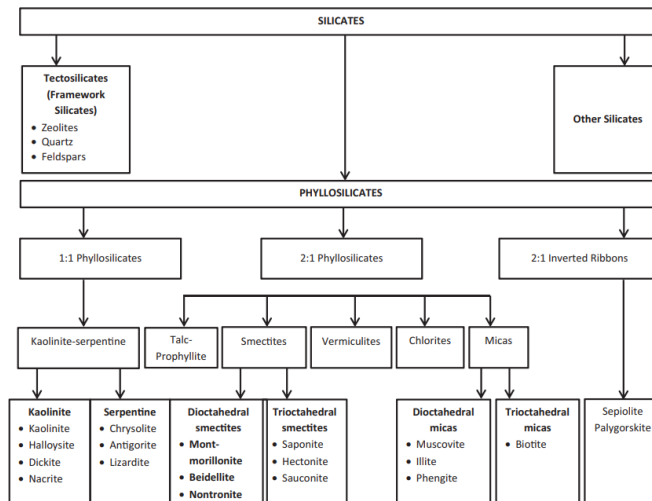 SILICATES
Tectosilicates
(Framework
Silicates)
• Zeolites
• Quartz
• Feldspars
Other Silicates
PHYLLOSILICATES
1:1 Phyllosilicates
2:1 Phyllosilicates
2:1 Inverted Ribbons
Kaolinite-serpentine
Talc-
Prophyllite
Smectites
Vermiculites
Chlorites
Micas
Kaolinite
• Kaolinite
• Halloysite
• Dickite
• Nacrite
Serpentine
• Chrysolite
• Antigorite
• Lizardite
Dioctahedral
smectites
• Mont-
morillonite
• Beidellite
• Nontronite
Trioctahedral
smectites
• Saponite
• Hectonite
• Sauconite
Dioctahedral
micas
• Muscovite
• Illite
• Phengite
Trioctahedral
micas
• Biotite
Sepiolite
Palygorskite